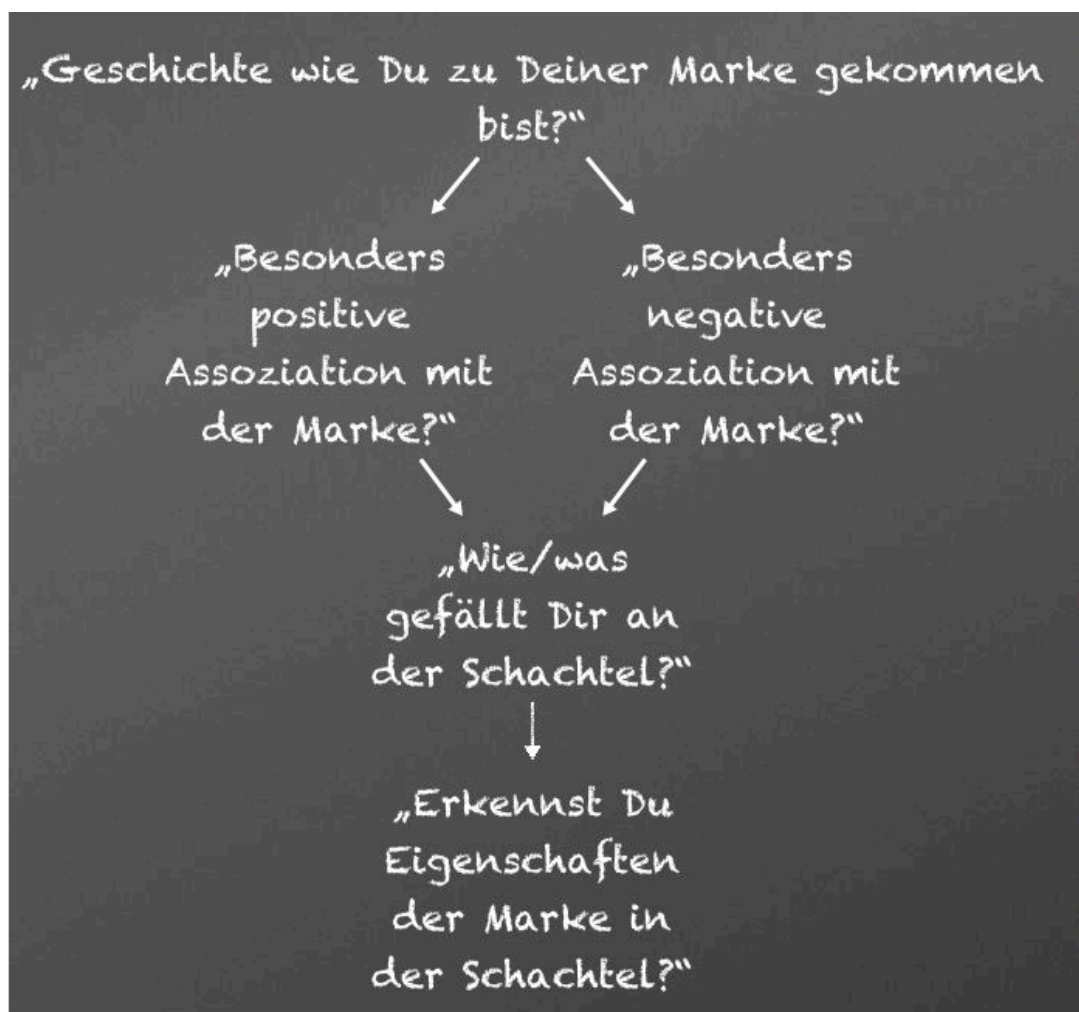 „Geschichte wie Du zu Deiner Marke gekommen
bist?“
„Besonders
positive
Assoziation mit
der Marke?“
„Besonders
negative
Assoziation mit
der Marke?“
„Wie/was
gefällt Dir an
der Schachtel?“
„Erkennst Du
Eigenschaften
der Marke in
der Schachtel?“